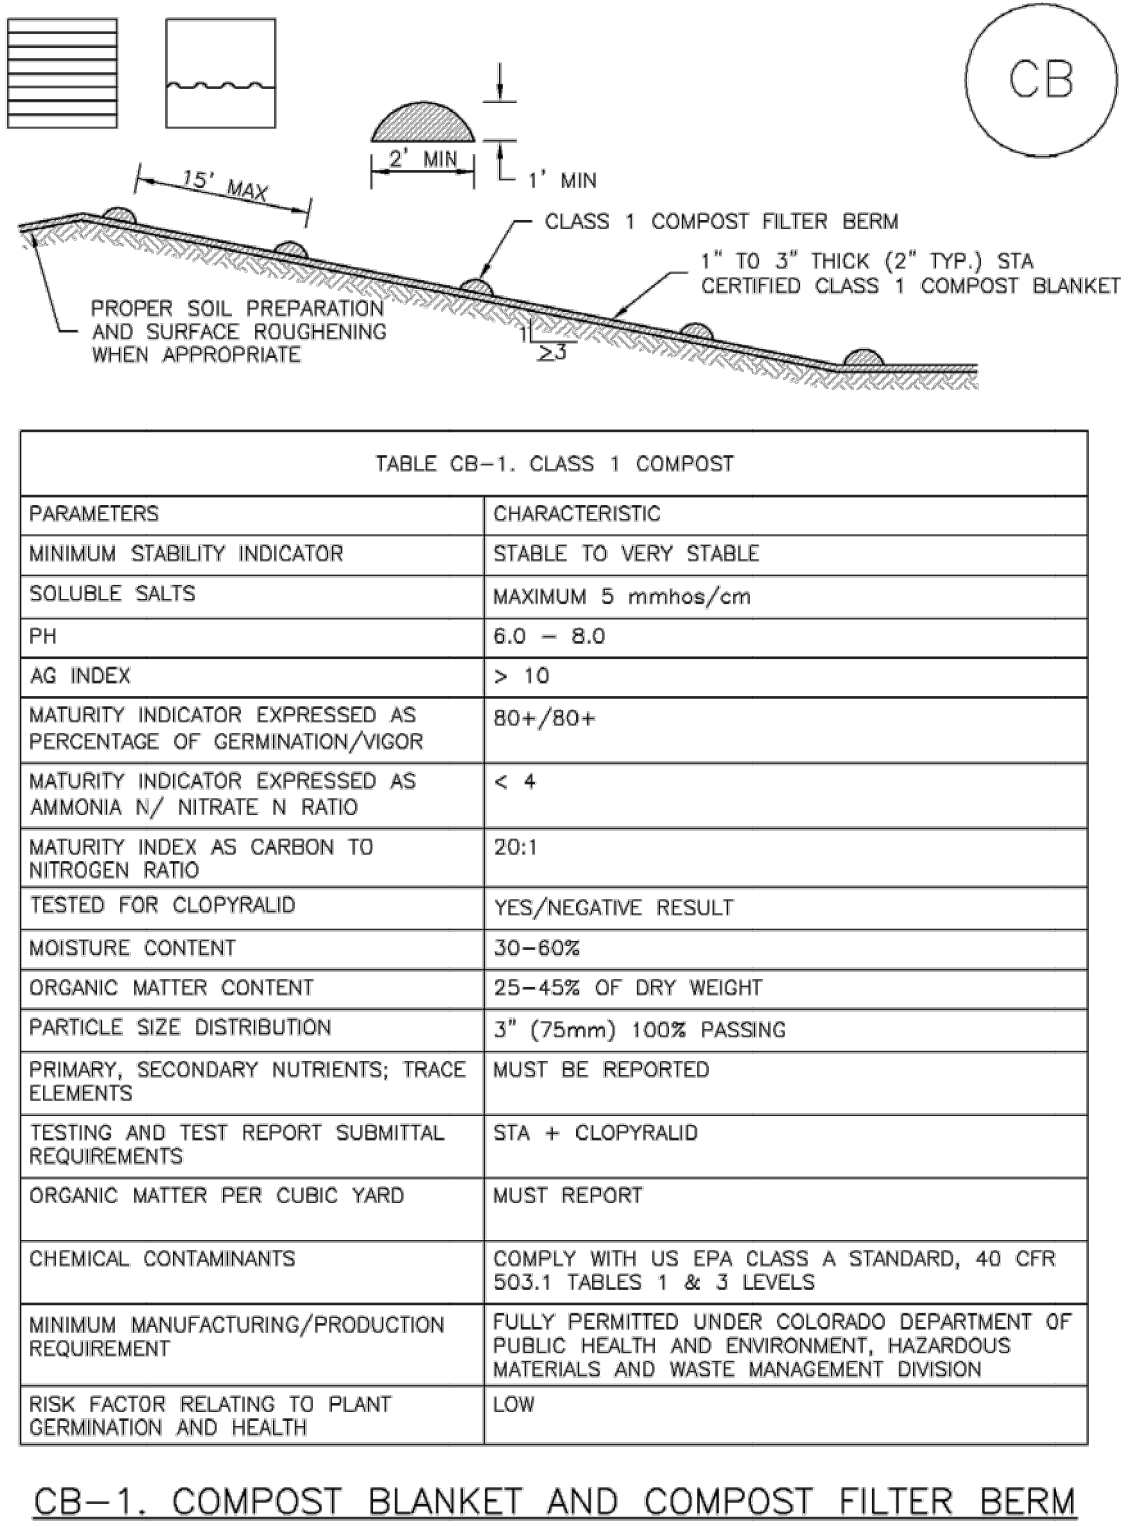 CB
2' MIN
1' MIN
15' MAX
CLASS 1 COMPOST FILTER BERM
1" TO 3" THICK (2" TYP.) STA
CERTIFIED CLASS 1 COMPOST BLANKET
PROPER SOIL PREPARATION
AND SURFACE ROUGHENING
WHEN APPROPRIATE
1
≥3
TABLE CB-1. CLASS 1 COMPOST
PARAMETERS CHARACTERISTIC
MINIMUM STABILITY INDICATOR STABLE TO VERY STABLE
SOLUBLE SALTS MAXIMUM 5 mmhos/cm
PH 6.0 - 8.0
AG INDEX > 10
MATURITY INDICATOR EXPRESSED AS
PERCENTAGE OF GERMINATION/VIGOR
80+/80+
MATURITY INDICATOR EXPRESSED AS
AMMONIA N/ NITRATE N RATIO
< 4
MATURITY INDEX AS CARBON TO
NITROGEN RATIO
20:1
TESTED FOR CLOPYRALID YES/NEGATIVE RESULT
MOISTURE CONTENT 30-60%
ORGANIC MATTER CONTENT 25-45% OF DRY WEIGHT
PARTICLE SIZE DISTRIBUTION 3" (75mm) 100% PASSING
PRIMARY, SECONDARY NUTRIENTS; TRACE
ELEMENTS
MUST BE REPORTED
TESTING AND TEST REPORT SUBMITTAL
REQUIREMENTS
STA + CLOPYRALID
ORGANIC MATTER PER CUBIC YARD MUST REPORT
CHEMICAL CONTAMINANTS
COMPLY WITH US EPA CLASS A STANDARD, 40 CFR
503.1 TABLES 1 & 3 LEVELS
MINIMUM MANUFACTURING/PRODUCTION
REQUIREMENT
FULLY PERMITTED UNDER COLORADO DEPARTMENT OF
PUBLIC HEALTH AND ENVIRONMENT, HAZARDOUS
MATERIALS AND WASTE MANAGEMENT DIVISION
RISK FACTOR RELATING TO PLANT
GERMINATION AND HEALTH
LOW
CB-1. COMPOST BLANKET AND COMPOST FILTER BERM